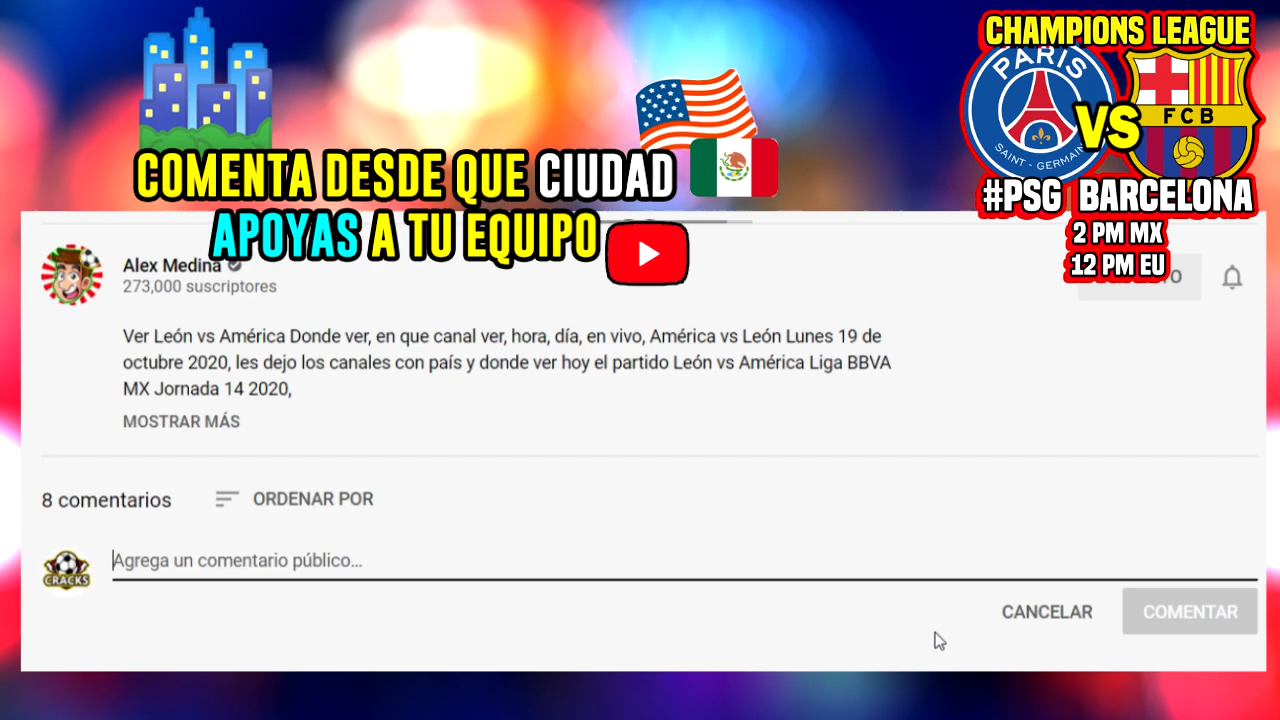 CHAMPIONS LEAGUE
PARIS
SAINT - GERMAIN
VS
FCB
#PSG BARCELONA
2 PM MX
12 PM EU
COMENTA DESDE QUE CIUDAD
APOYAS A TU EQUIPO
Alex Medina
273,000 suscriptores
Ver León vs América Donde ver, en que canal ver, hora, día, en vivo, América vs León Lunes 19 de
octubre 2020, les dejo los canales con país y donde ver hoy el partido León vs América Liga BBVA
MX Jornada 14 2020,
MOSTRAR MÁS
8 comentarios
ORDENAR POR
CRACKS
Agrega un comentario público...
CANCELAR
COMENTAR